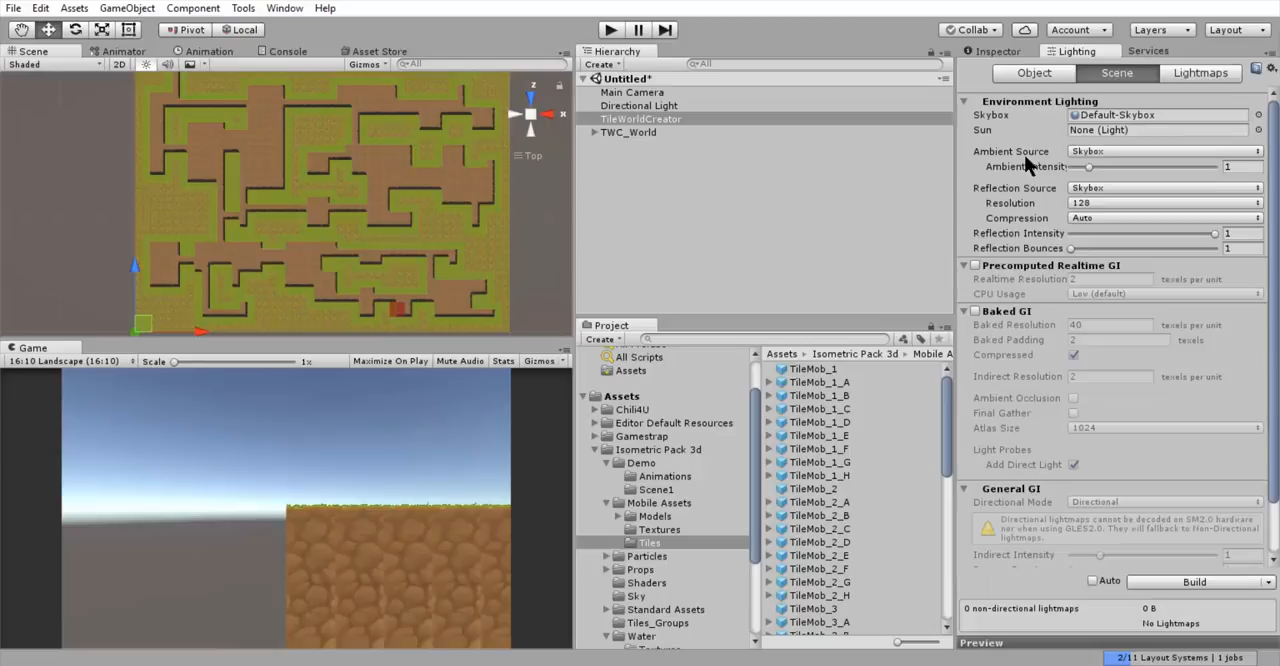 File Edit Assets GameObject Component Tools Window Help
Pivot Local Collab Account Layers Layout
Scene Animator Animation Console Asset Store
Shaded 2D Gizmos All
z
x
Top
Game
16:10 Landscape (16:10) Scale 1x Maximize On Play Mute Audio Stats Gizmos
Hierarchy
Create All
Untitled*
Main Camera
Directional Light
TileWorldCreator
TWC_World
Project
Create
All Scripts
Assets
Assets
Chili4U
Editor Default Resources
Gamestrap
Isometric Pack 3d
Demo
Animations
Scene1
Mobile Assets
Models
Textures
Tiles
Particles
Props
Shaders
Sky
Standard Assets
Tiles_Groups
Water
Assets Isometric Pack 3d Mobile A
TileMob_1
TileMob_1_A
TileMob_1_B
TileMob_1_C
TileMob_1_D
TileMob_1_E
TileMob_1_F
TileMob_1_G
TileMob_1_H
TileMob_2
TileMob_2_A
TileMob_2_B
TileMob_2_C
TileMob_2_D
TileMob_2_E
TileMob_2_F
TileMob_2_G
TileMob_2_H
TileMob_3
TileMob_3_A
Inspector Lighting Services
Object Scene Lightmaps
Environment Lighting
Skybox Default-Skybox
Sun None (Light)
Ambient Source Skybox
Ambient Intensity 1
Reflection Source Skybox
Resolution 128
Compression Auto
Reflection Intensity 1
Reflection Bounces 1
Precomputed Realtime GI
Realtime Resolution 2 texels per unit
CPU Usage Low (default)
Baked GI
Baked Resolution 40 texels per unit
Baked Padding 2 texels
Compressed
Indirect Resolution 2 texels per unit
Ambient Occlusion
Final Gather
Atlas Size 1024
Light Probes
Add Direct Light
General GI
Directional Mode Directional
Directional lightmaps cannot be decoded on SM2.0 hardware
nor when using GLES2.0. They will fallback to Non-Directional
lightmaps.
Indirect Intensity 1
Auto Build
0 non-directional lightmaps 0 B
No Lightmaps
Preview
2/11 Layout Systems | 1 jobs